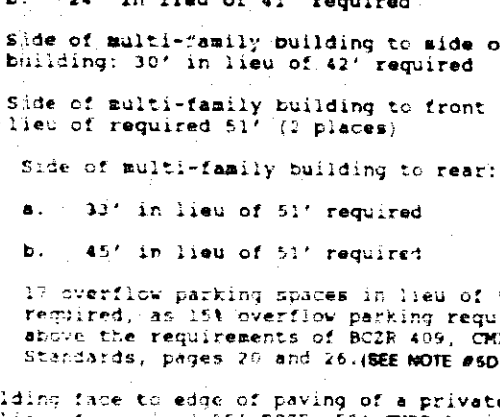 24' in lieu of 41' required
Side of multi-family building to side o
building: 30' in lieu of 42' required
Side of multi-family building to front
lieu of required 51' (2 places)
Side of multi-family building to rear:
a. 33' in lieu of 51' required
b. 45' in lieu of 51' required
17 overflow parking spaces in lieu of
required, as 15% overflow parking requ
above the requirements of BCZR 409, CM
Standards, pages 20 and 26. (SEE NOTE #5D
lding face to edge of paving of a privat